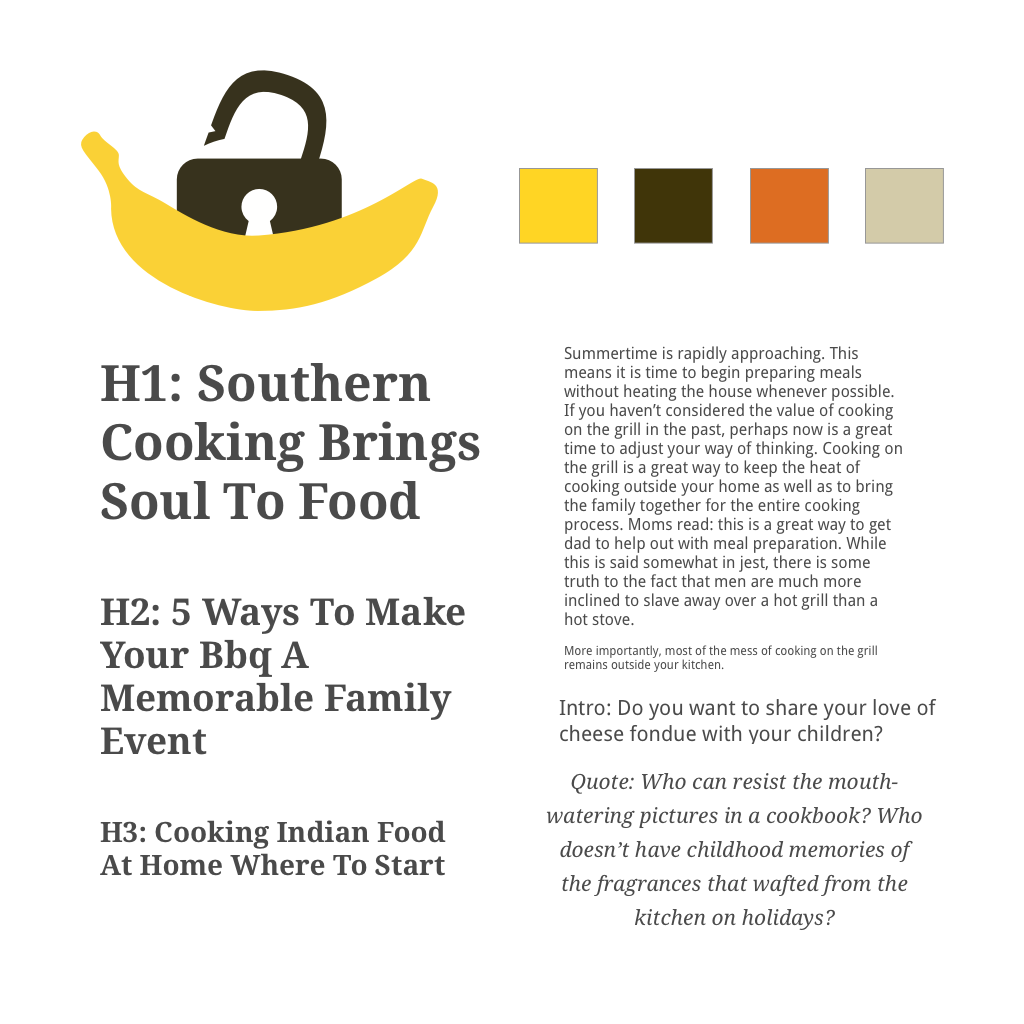 H1: Southern
Cooking Brings
Soul To Food
H2: 5 Ways To Make
Your Bbq A
Memorable Family
Event
H3: Cooking Indian Food
At Home Where To Start
Summertime is rapidly approaching. This
means it is time to begin preparing meals
without heating the house whenever possible.
If you haven’t considered the value of cooking
on the grill in the past, perhaps now is a great
time to adjust your way of thinking. Cooking on
the grill is a great way to keep the heat of
cooking outside your home as well as to bring
the family together for the entire cooking
process. Moms read: this is a great way to get
dad to help out with meal preparation. While
this is said somewhat in jest, there is some
truth to the fact that men are much more
inclined to slave away over a hot grill than a
hot stove.
More importantly, most of the mess of cooking on the grill
remains outside your kitchen.
Intro: Do you want to share your love of
cheese fondue with your children?
Quote: Who can resist the mouth-
watering pictures in a cookbook? Who
doesn’t have childhood memories of
the fragrances that wafted from the
kitchen on holidays?